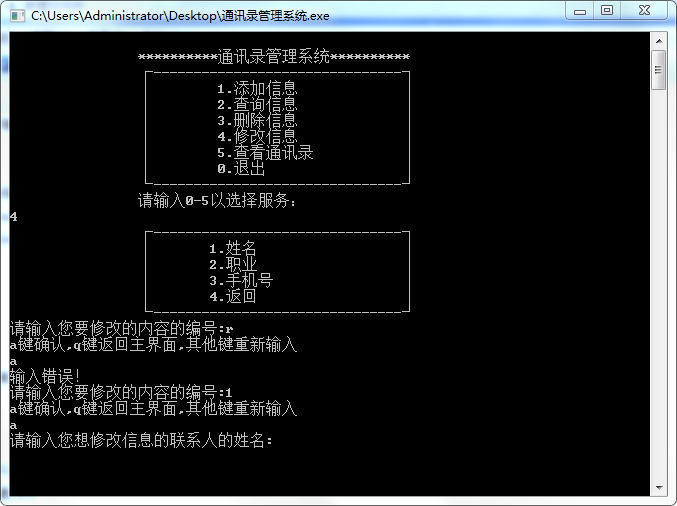 C:\Users\Administrator\Desktop\通讯录管理系统.exe
**********通讯录管理系统**********
1.添加信息
2.查询信息
3.删除信息
4.修改信息
5.查看通讯录
0.退出
请输入0-5以选择服务:
4
1.姓名
2.职业
3.手机号
4.返回
请输入您要修改的内容的编号:r
a键确认,q键返回主界面,其他键重新输入
a
输入错误!
请输入您要修改的内容的编号:1
a键确认,q键返回主界面,其他键重新输入
a
请输入您想修改信息的联系人的姓名: